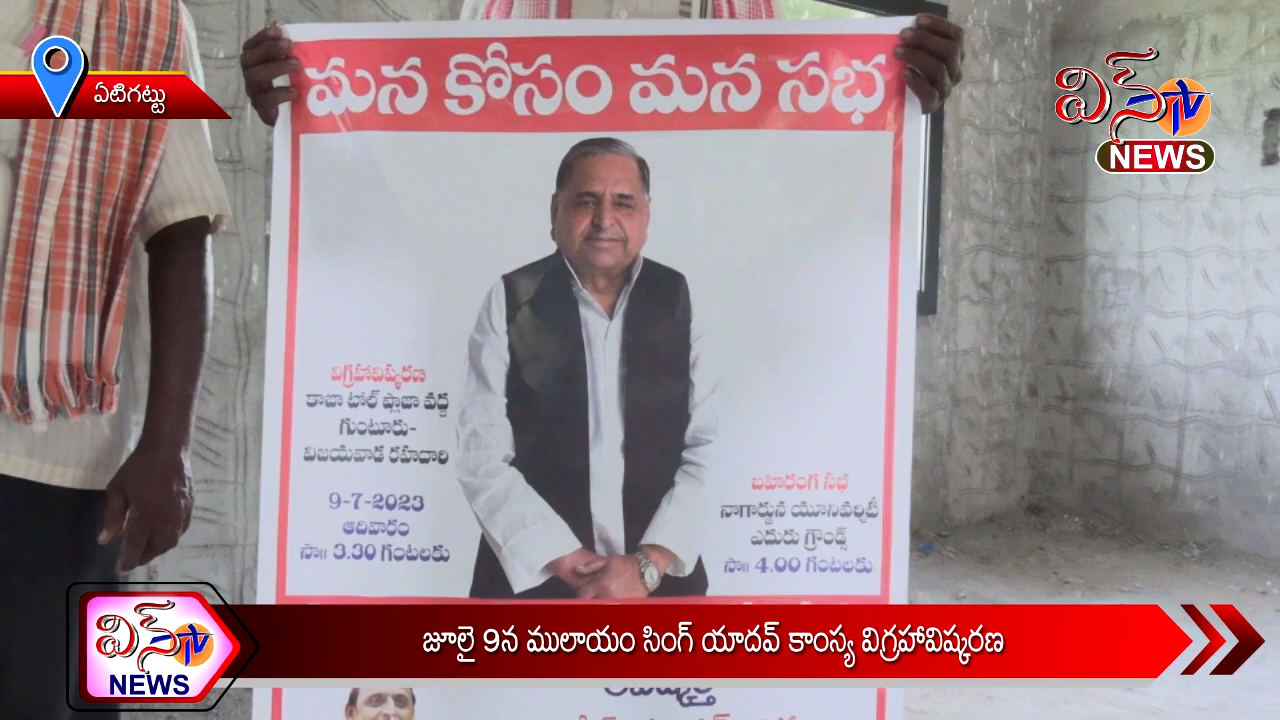 ఏటిగట్టు
మన కోసం మన సభ
విన్ TV
NEWS
విగ్రహావిష్కరణ
కాజా టోల్ ప్లాజా వద్ద
గుంటూరు-
విజయవాడ రహదారి
9-7-2023
ఆదివారం
సా॥ 3.30 గంటలకు
బహిరంగ సభ
నాగార్జున యూనివర్శిటీ
ఎదురు గ్రౌండ్స్
సా॥ 4.00 గంటలకు
విన్ TV
NEWS
జూలై 9న ములాయం సింగ్ యాదవ్ కాంస్య విగ్రహావిష్కరణ